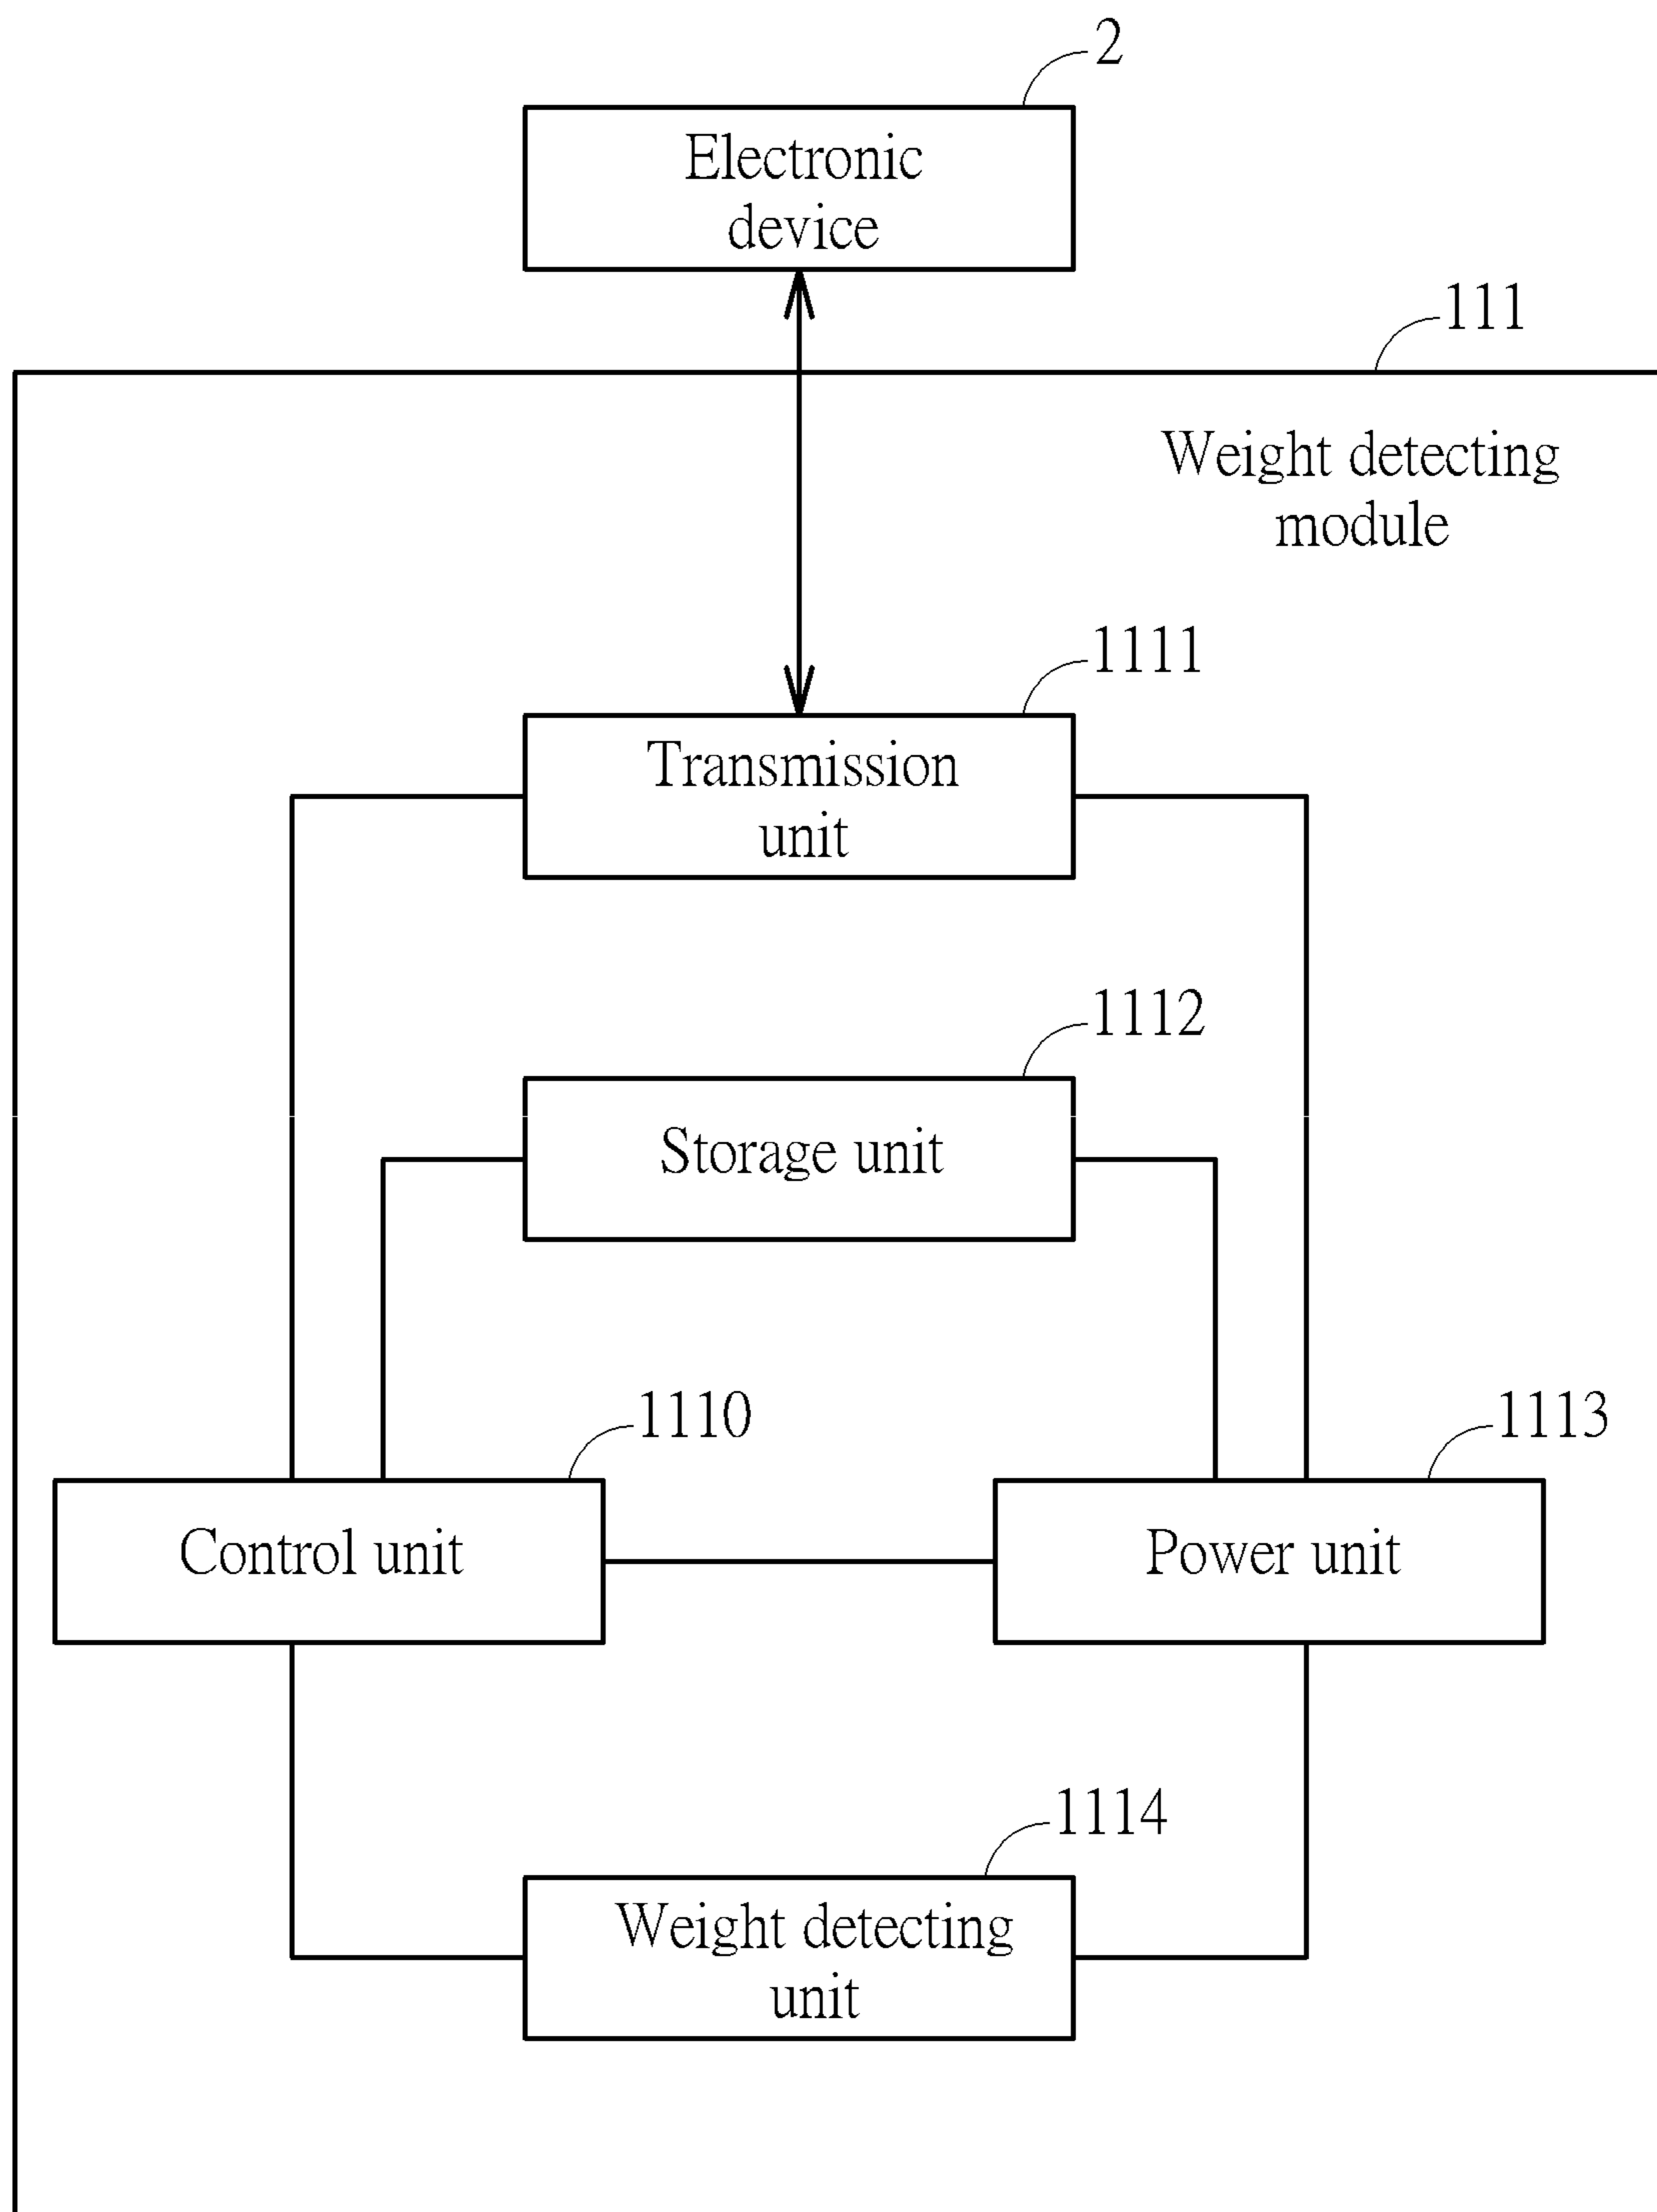 2
Electronic
device
111
Weight detecting
module
1111
Transmission
unit
1112
Storage unit
1110
1113
Control unit
Power unit
1114
Weight detecting
unit